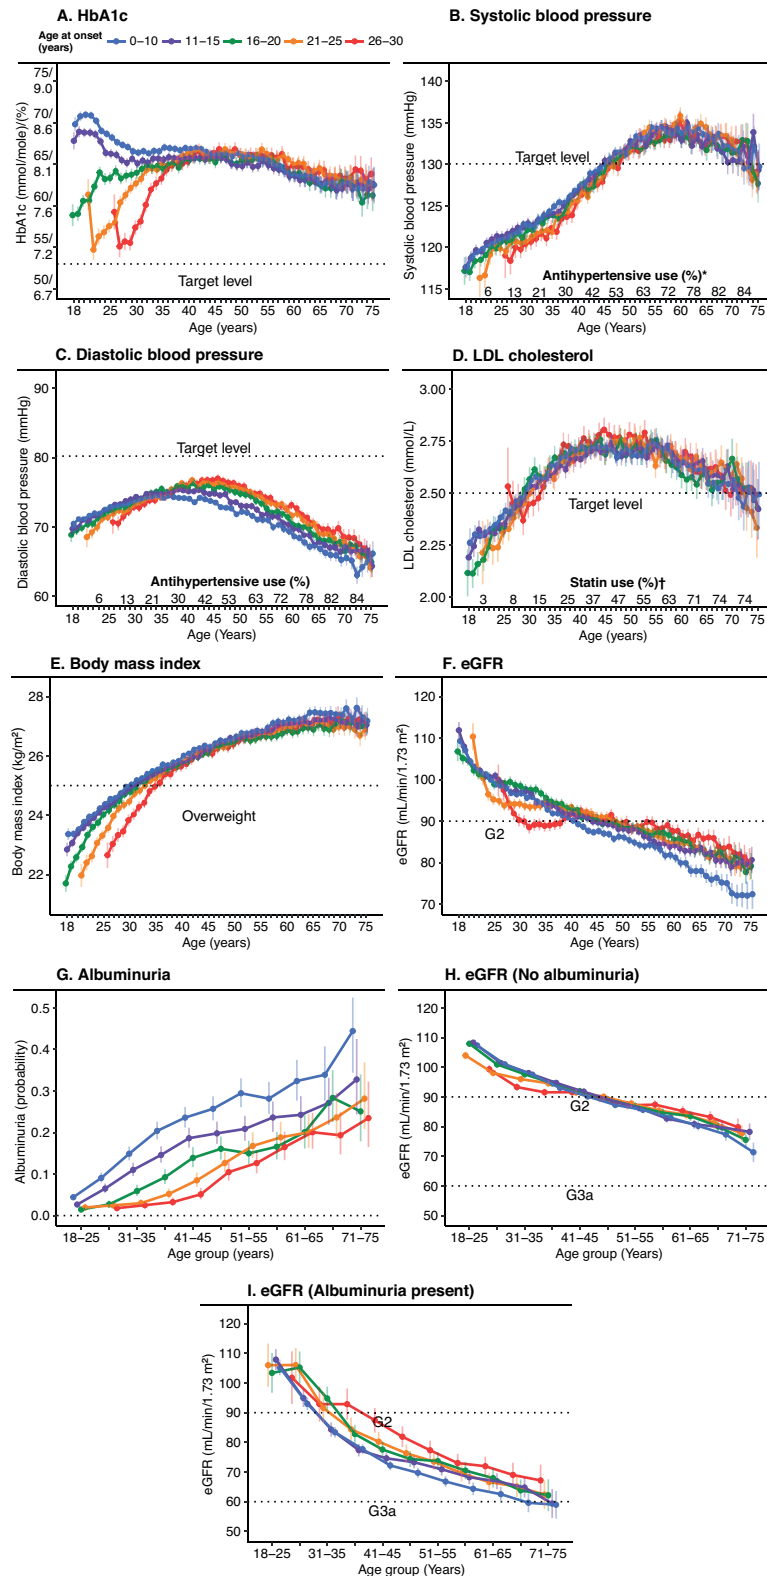 A. HbA1c
Age at onset
(years)
0–10
11–15
16–20
21–25
26–30
HbA1c (mmol/mole)/(%)
75/
9.0
70/
8.6
65/
8.1
60/
7.6
55/
7.2
50/
6.7
Target level
18 25 30 35 40 45 50 55 60 65 70 75
Age (years)
B. Systolic blood pressure
Systolic blood pressure (mmHg)
140
135
130
125
120
115
Target level
Antihypertensive use (%)*
6 13 21 30 42 53 63 72 78 82 84
18 25 30 35 40 45 50 55 60 65 70 75
Age (years)
C. Diastolic blood pressure
Diastolic blood pressure (mmHg)
90
80
70
60
Target level
Antihypertensive use (%)
6 13 21 30 42 53 63 72 78 82 84
18 25 30 35 40 45 50 55 60 65 70 75
Age (Years)
D. LDL cholesterol
LDL cholesterol (mmol/L)
3.00
2.75
2.50
2.25
2.00
Target level
Statin use (%)†
3 8 15 25 37 47 55 63 71 74 74
18 25 30 35 40 45 50 55 60 65 70 75
Age (Years)
E. Body mass index
Body mass index (kg/m²)
28
26
24
22
Overweight
18 25 30 35 40 45 50 55 60 65 70 75
Age (years)
F. eGFR
eGFR (mL/min/1.73 m²)
120
110
100
90
80
70
G2
18 25 30 35 40 45 50 55 60 65 70 75
Age (Years)
G. Albuminuria
Albuminuria (probability)
0.5
0.4
0.3
0.2
0.1
0.0
18–25 31–35 41–45 51–55 61–65 71–75
Age group (years)
H. eGFR (No albuminuria)
eGFR (mL/min/1.73 m²)
120
110
100
90
80
70
60
50
G2
G3a
18–25 31–35 41–45 51–55 61–65 71–75
Age group (Years)
I. eGFR (Albuminuria present)
eGFR (mL/min/1.73 m²)
120
110
100
90
80
70
60
50
G2
G3a
18–25 31–35 41–45 51–55 61–65 71–75
Age group (Years)